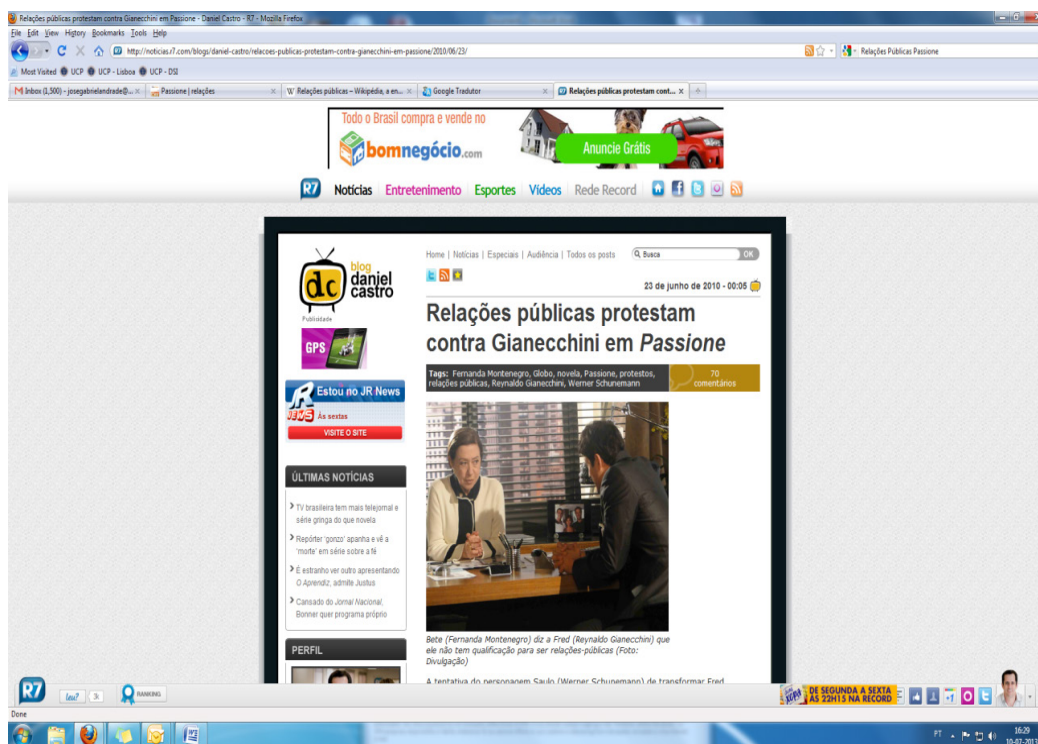 Relações públicas protestam contra Gianecchini em Passione - Daniel Castro - R7 - Mozilla Firefox
File Edit View History Bookmarks Tools Help
http://noticias.r7.com/blogs/daniel-castro/relacoes-publicas-protestam-contra-gianecchini-em-passione/2010/06/23/
Relações Públicas Passione
Most Visited UCP UCP - Lisboa UCP - DSI
Inbox (1,500) - josegabrielandrade@... Passione | relações Relações públicas – Wikipédia, a en... Google Tradutor Relações públicas protestam cont...
Todo o Brasil compra e vende no
bomnegócio.com
Anuncie Grátis
R7 Notícias Entretenimento Esportes Vídeos Rede Record
dc blog daniel castro
Home | Notícias | Especiais | Audiência | Todos os posts Busca OK
23 de junho de 2010 - 00:05
Publicidade
GPS
Relações públicas protestam
contra Gianecchini em Passione
Tags: Fernanda Montenegro, Globo, novela, Passione, protestos,
relações públicas, Reynaldo Gianecchini, Werner Schunemann
70
comentários
Estou no JR News
JR NEWS
Às sextas
VISITE O SITE
ÚLTIMAS NOTÍCIAS
TV brasileira tem mais telejornal e
série gringa do que novela
Repórter 'gonzo' apanha e vê a
'morte' em série sobre a fé
É estranho ver outro apresentando
O Aprendiz, admite Justus
Cansado do Jornal Nacional,
Bonner quer programa próprio
PERFIL
Bete (Fernanda Montenegro) diz a Fred (Reynaldo Gianecchini) que
ele não tem qualificação para ser relações-públicas (Foto:
Divulgação)
A tentativa do personagem Saulo (Werner Schunemann) de transformar Fred
R7 leu? 3k RANKING
DE SEGUNDA A SEXTA
ÀS 22H15 NA RECORD
Done
PT
16:29
10-07-2013